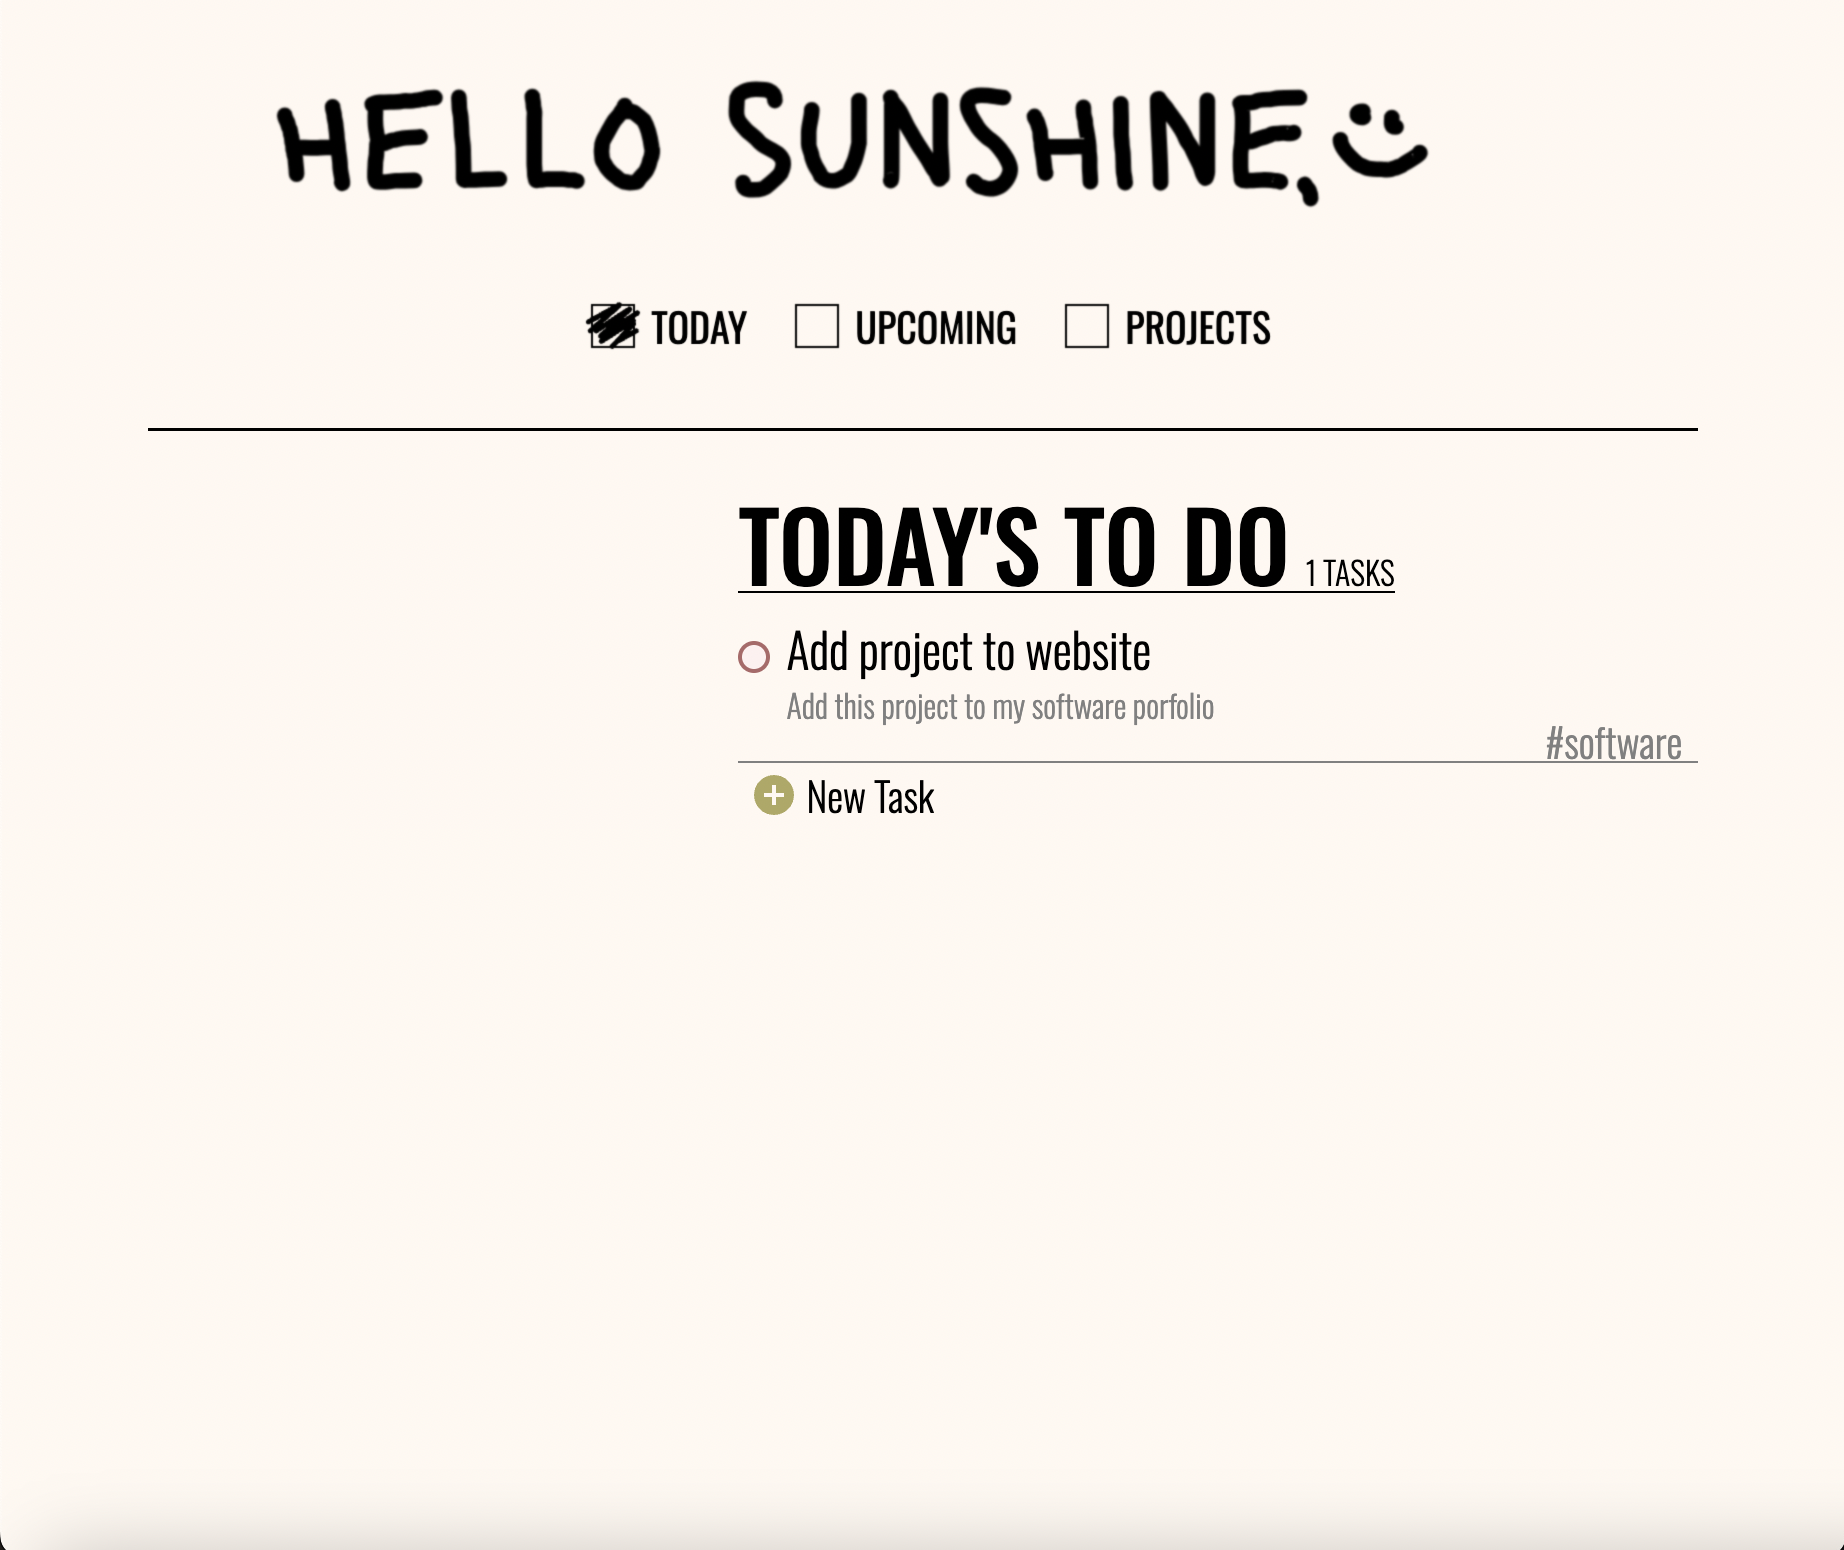 HELLO SUNSHINE,
TODAY UPCOMING PROJECTS
TODAY'S TO DO 1 TASKS
Add project to website
Add this project to my software porfolio
#software
New Task